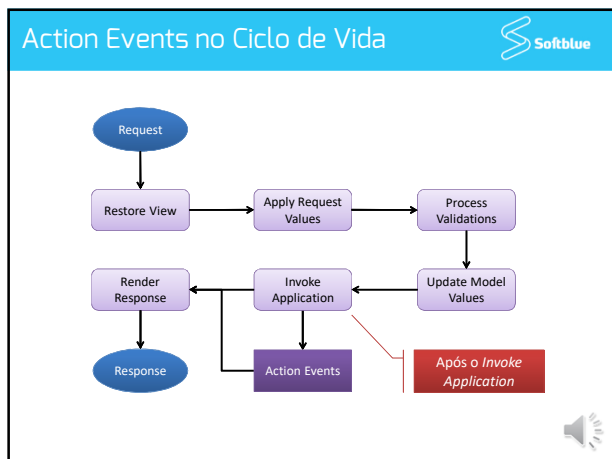 Action Events no Ciclo de Vida
Softblue
Request
Restore View
Apply Request
Values
Process
Validations
Render
Response
Invoke
Application
Update Model
Values
Response
Action Events
Após o Invoke
Application